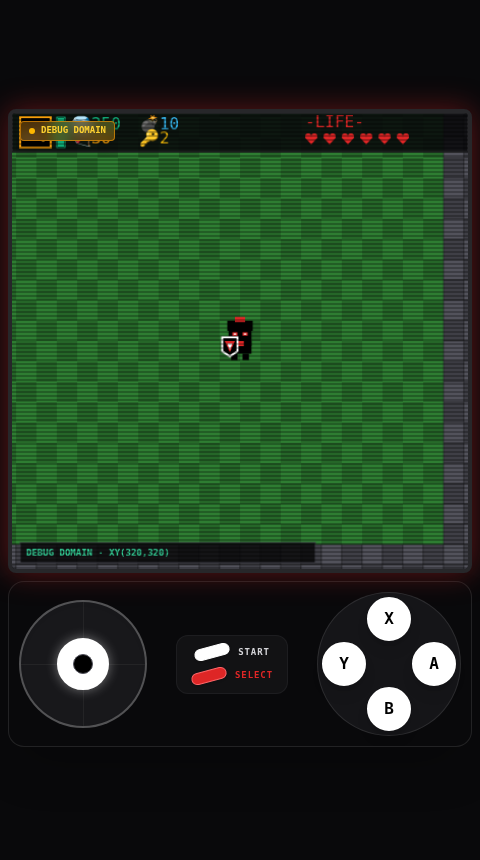 DEBUG DOMAIN
10
-LIFE-
2
DEBUG DOMAIN - XY(320,320)
X
START
Y
A
SELECT
B